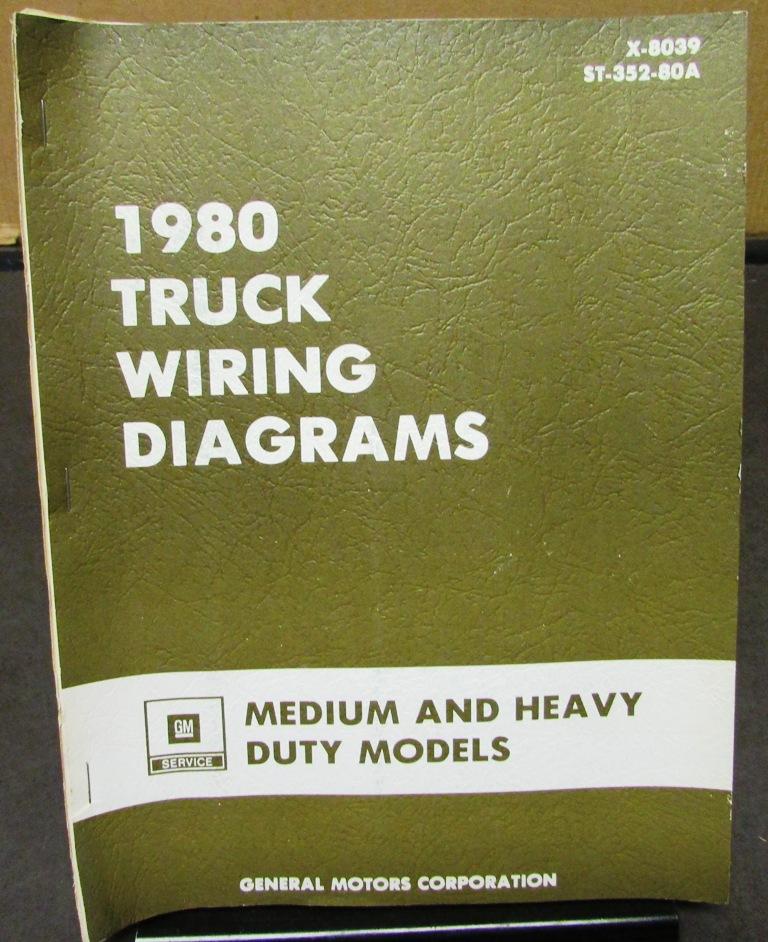 X-8039
ST-352-80A
1980
TRUCK
WIRING
DIAGRAMS
GM
SERVICE
MEDIUM AND HEAVY
DUTY MODELS
GENERAL MOTORS CORPORATION